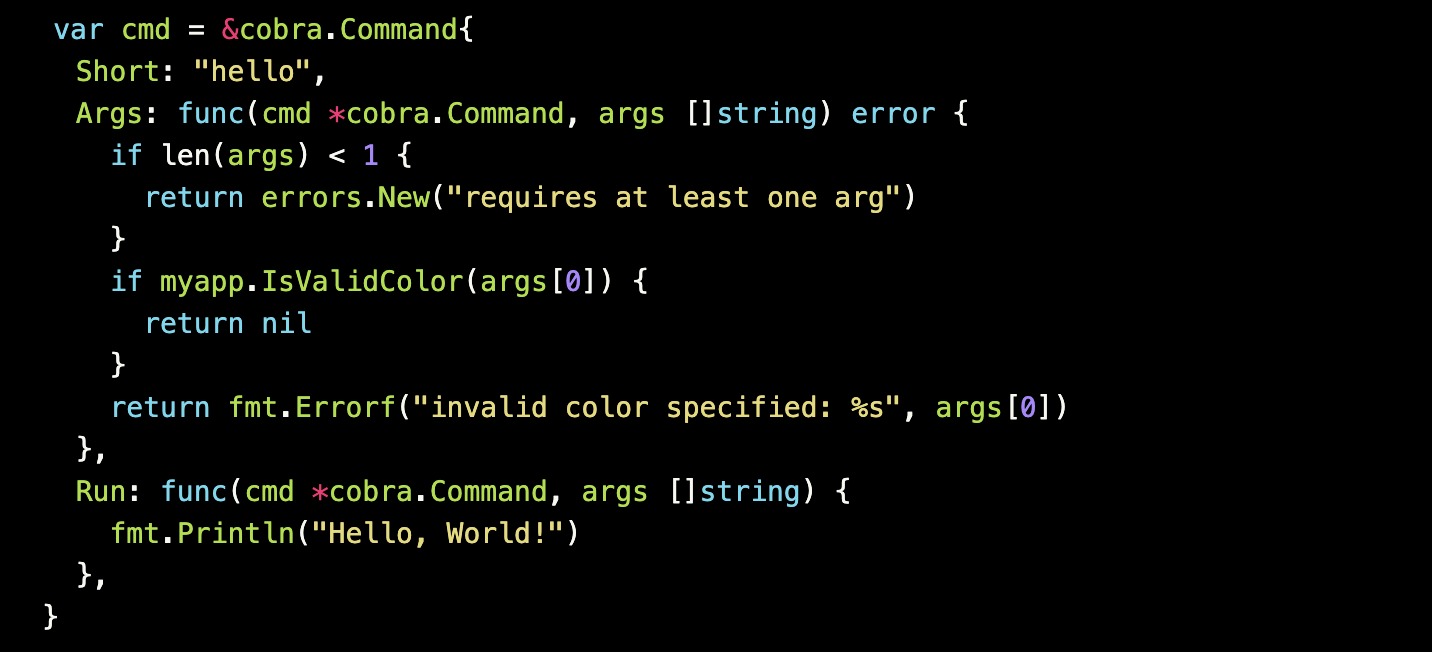 var cmd = &cobra.Command{
  Short: "hello",
  Args: func(cmd *cobra.Command, args []string) error {
    if len(args) < 1 {
      return errors.New("requires at least one arg")
    }
    if myapp.IsValidColor(args[0]) {
      return nil
    }
    return fmt.Errorf("invalid color specified: %s", args[0])
  },
  Run: func(cmd *cobra.Command, args []string) {
    fmt.Println("Hello, World!")
  },
}